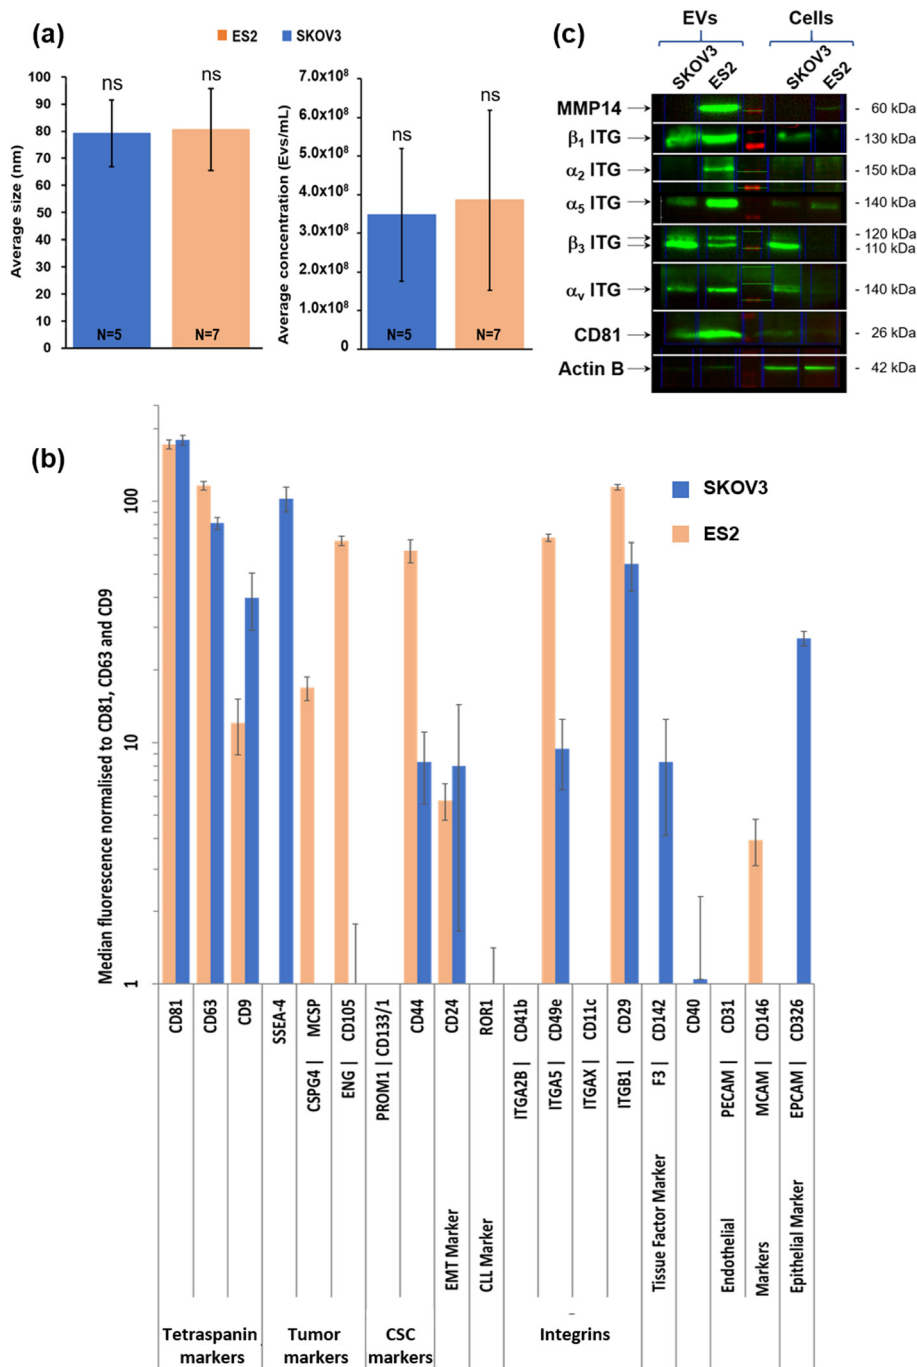 (a)
ES2 SKOV3
Average size (nm)
100
90
80
70
60
50
40
30
20
10
0
ns
ns
N=5
N=7
Average concentration (Evs/mL)
7.0x10⁸
6.0x10⁸
5.0x10⁸
4.0x10⁸
3.0x10⁸
2.0x10⁸
1.0x10⁸
0
ns
ns
N=5
N=7
(c)
EVs Cells
SKOV3 ES2 SKOV3 ES2
MMP14 - 60 kDa
β₁ ITG - 130 kDa
α₂ ITG - 150 kDa
α₅ ITG - 140 kDa
- 120 kDa
β₃ ITG - 110 kDa
αᵥ ITG - 140 kDa
CD81 - 26 kDa
Actin B - 42 kDa
(b)
SKOV3
ES2
Median fluorescence normalised to CD81, CD63 and CD9
100
10
1
CD81
CD63
CD9
SSEA-4
CSPG4 | MCSP
ENG | CD105
PROM1 | CD133/1
CD44
CD24
ROR1
ITGA2B | CD41b
ITGA5 | CD49e
ITGAX | CD11c
ITGB1 | CD29
F3 | CD142
CD40
PECAM | CD31
MCAM | CD146
EPCAM | CD326
EMT Marker
CLL Marker
Tissue Factor Marker
Endothelial
Markers
Epithelial Marker
Tetraspanin
markers
Tumor
markers
CSC
markers
Integrins